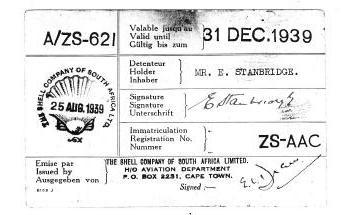 A/ZS-621
Valable jusqu'au
Valid until
Gültig bis zum
31 DEC. 1939
Detenteur
Holder
Inhaber
MR. E. STANBRIDGE.
THE SHELL COMPANY OF SOUTH AFRICA LTD.
25 AUG. 1939
Signature
Signature
Unterschrift
E Stanbridge
Immatriculation
Registration No.
Nummer
ZS-AAC
Emise par
Issued by
Ausgegeben von
THE SHELL COMPANY OF SOUTH AFRICA LIMITED.
H/O AVIATION DEPARTMENT
P.O. BOX 2231, CAPE TOWN.
Signed :—